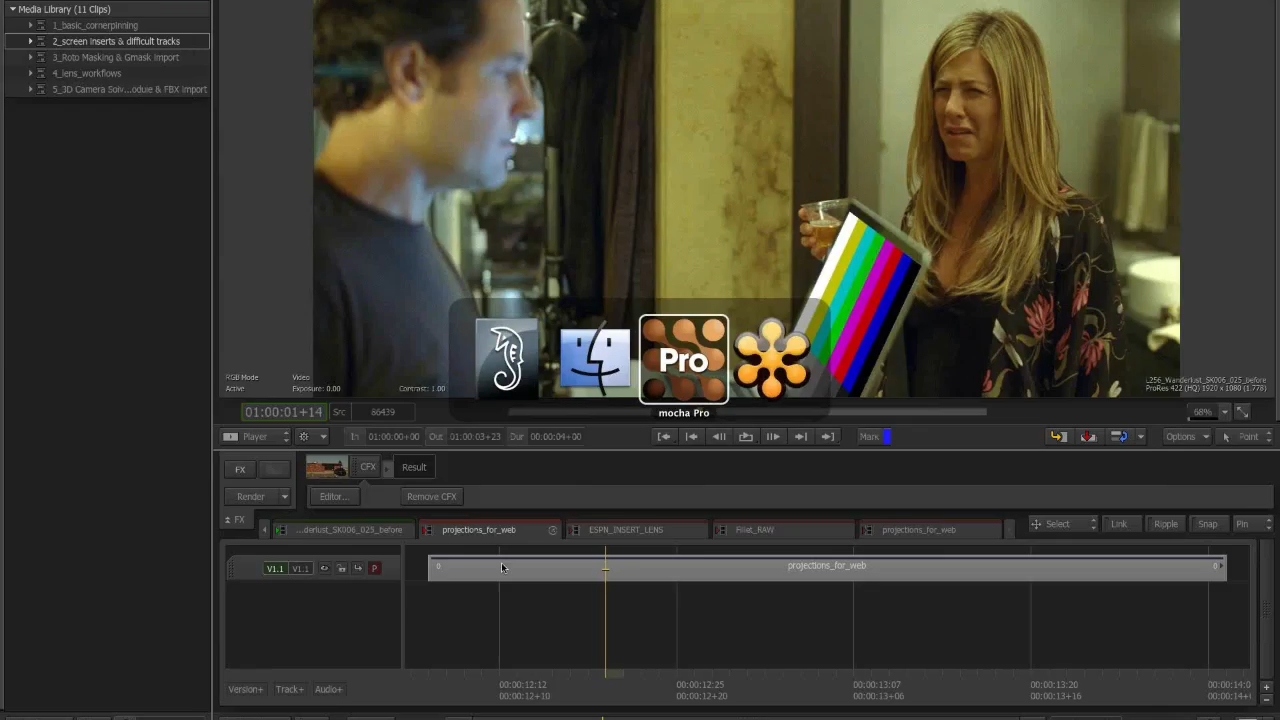 Media Library (11 Clips)
1_basic_cornerpinning
2_screen inserts & difficult tracks
3_Roto Masking & Gmask Import
4_lens_workflows
5_3D Camera Solv...odule & FBX Import
RGB Mode
Active
Video
Exposure: 0.00
Contrast: 1.00
L256_Wanderlust_SK006_025_before
ProRes 422 (HQ) 1920 x 1080 (1.778)
Pro
mocha Pro
01:00:01+14
Src
86439
68%
Player
In
01:00:00+00
Out
01:00:03+23
Dur
00:00:04+00
Mark
Options
Point
FX
CFX
Result
Render
Editor...
Remove CFX
FX
...derlust_SK006_025_before
projections_for_web
ESPN_INSERT_LENS
Fillet_RAW
projections_for_web
Select
Link
Ripple
Snap
Pin
V1.1
V1.1
P
0
projections_for_web
0
Version+
Track+
Audio+
00:00:12:12
00:00:12+10
00:00:12:25
00:00:12+20
00:00:13:07
00:00:13+06
00:00:13:20
00:00:13+16
00:00:14:0
00:00:14+